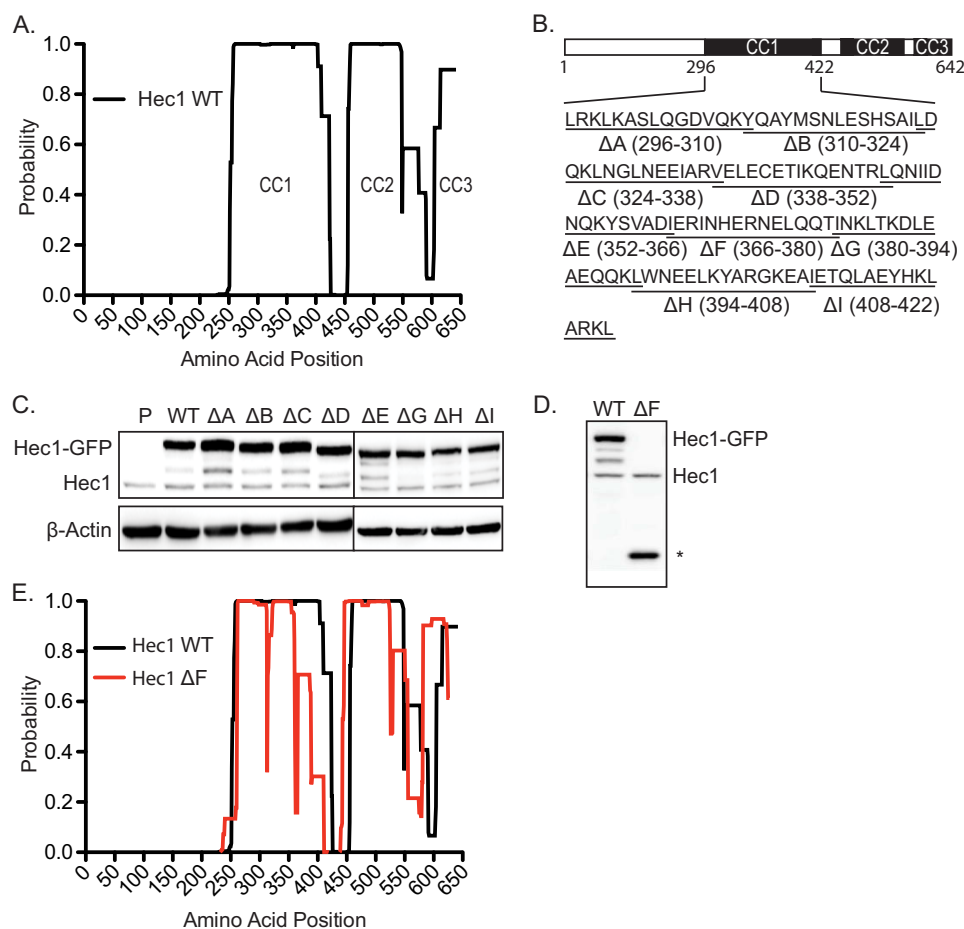 A.
1.0
0.8
0.6
0.4
0.2
0.0
Probability
Hec1 WT
CC1
CC2
CC3
0 50 100 150 200 250 300 350 400 450 500 550 600 650
Amino Acid Position
B.
CC1 CC2 CC3
1 296 422 642
LRKLKASLQGDVQKYQAYMSNLESHSAILD
ΔA (296-310) ΔB (310-324)
QKLNGLNEEIARVELECETIKQENTRLQNIID
ΔC (324-338) ΔD (338-352)
NQKYSVADIERINHERNELQQTINKLTKDLE
ΔE (352-366) ΔF (366-380) ΔG (380-394)
AEQQKLWNEELKYARGKEAIETQLAEYHKL
ΔH (394-408) ΔI (408-422)
ARKL
C.
P WT ΔA ΔB ΔC ΔD ΔE ΔG ΔH ΔI
Hec1-GFP
Hec1
β-Actin
D.
WT ΔF
Hec1-GFP
Hec1
*
E.
1.0
0.8
0.6
0.4
0.2
0.0
Probability
Hec1 WT
Hec1 ΔF
0 50 100 150 200 250 300 350 400 450 500 550 600 650
Amino Acid Position